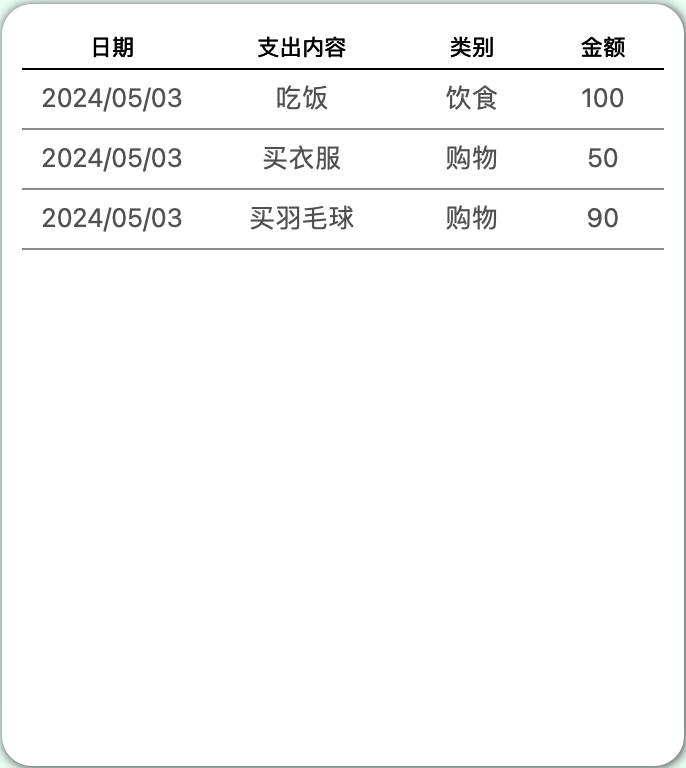 日期 支出内容 类别 金额
2024/05/03 吃饭 饮食 100
2024/05/03 买衣服 购物 50
2024/05/03 买羽毛球 购物 90